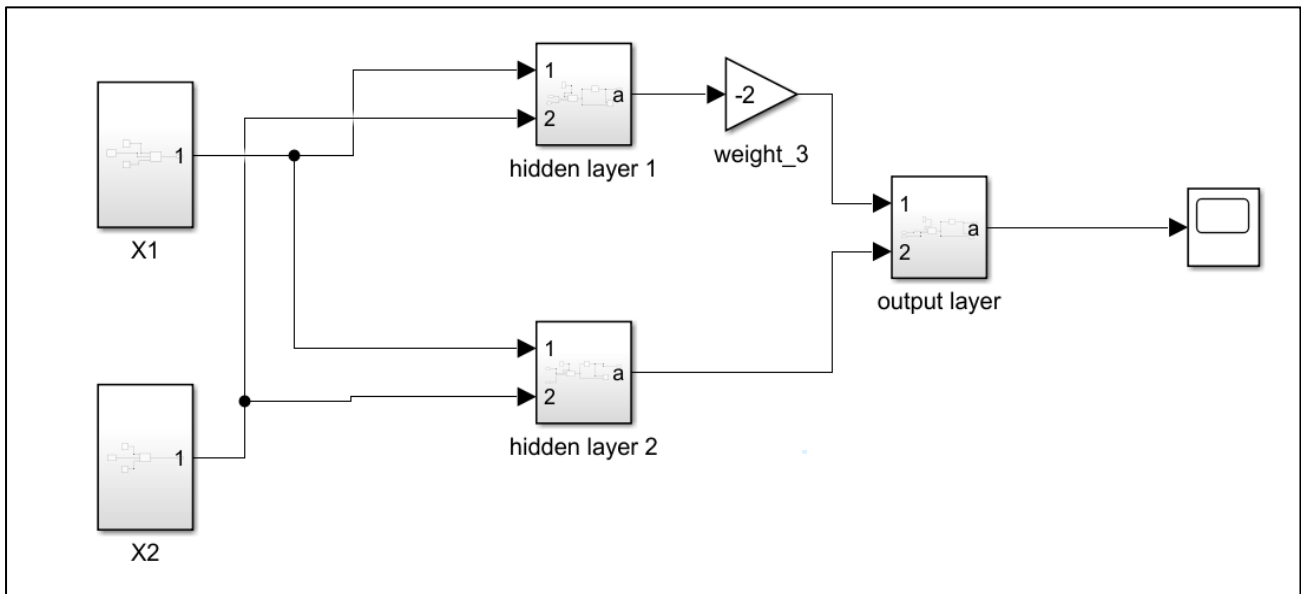 1
2
a
hidden layer 1
-2
weight_3
1
X1
1
2
a
output layer
1
2
a
hidden layer 2
1
X2